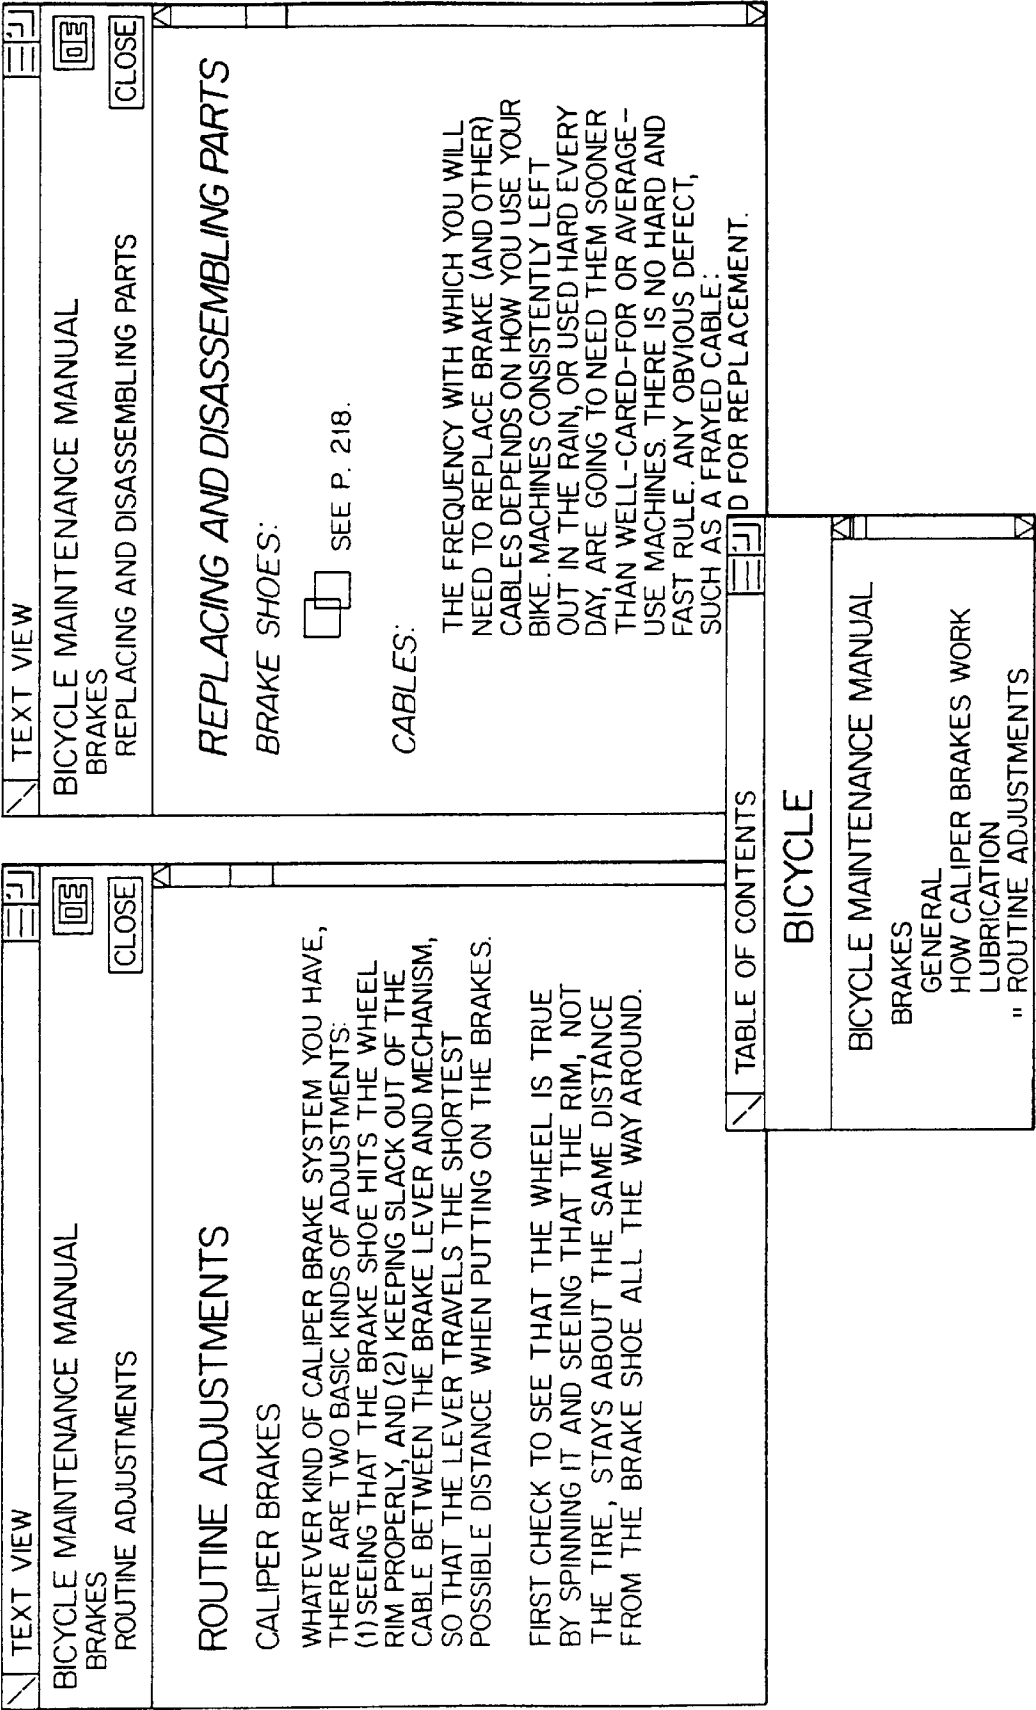 TEXT VIEW
BICYCLE MAINTENANCE MANUAL
BRAKES
ROUTINE ADJUSTMENTS
CLOSE
ROUTINE ADJUSTMENTS
CALIPER BRAKES
WHATEVER KIND OF CALIPER BRAKE SYSTEM YOU HAVE,
THERE ARE TWO BASIC KINDS OF ADJUSTMENTS:
(1) SEEING THAT THE BRAKE SHOE HITS THE WHEEL
RIM PROPERLY, AND (2) KEEPING SLACK OUT OF THE
CABLE BETWEEN THE BRAKE LEVER AND MECHANISM,
SO THAT THE LEVER TRAVELS THE SHORTEST
POSSIBLE DISTANCE WHEN PUTTING ON THE BRAKES.
FIRST CHECK TO SEE THAT THE WHEEL IS TRUE
BY SPINNING IT AND SEEING THAT THE RIM, NOT
THE TIRE, STAYS ABOUT THE SAME DISTANCE
FROM THE BRAKE SHOE ALL THE WAY AROUND.
TEXT VIEW
BICYCLE MAINTENANCE MANUAL
BRAKES
REPLACING AND DISASSEMBLING PARTS
CLOSE
REPLACING AND DISASSEMBLING PARTS
BRAKE SHOES:
SEE P. 218.
CABLES:
THE FREQUENCY WITH WHICH YOU WILL
NEED TO REPLACE BRAKE (AND OTHER)
CABLES DEPENDS ON HOW YOU USE YOUR
BIKE. MACHINES CONSISTENTLY LEFT
OUT IN THE RAIN, OR USED HARD EVERY
DAY, ARE GOING TO NEED THEM SOONER
THAN WELL-CARED-FOR OR AVERAGE-
USE MACHINES. THERE IS NO HARD AND
FAST RULE. ANY OBVIOUS DEFECT,
SUCH AS A FRAYED CABLE:
D FOR REPLACEMENT.
TABLE OF CONTENTS
BICYCLE
BICYCLE MAINTENANCE MANUAL
BRAKES
GENERAL
HOW CALIPER BRAKES WORK
LUBRICATION
" ROUTINE ADJUSTMENTS